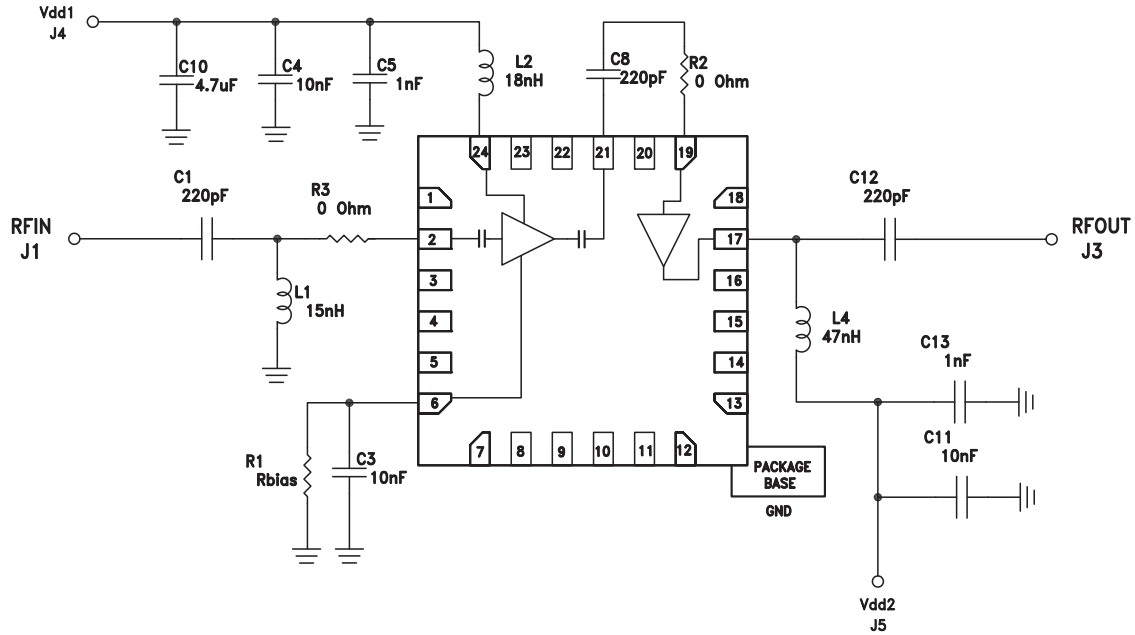 Vdd1
J4
C10
4.7uF
C4
10nF
C5
1nF
L2
18nH
C8
220pF
R2
0 Ohm
24
23
22
21
20
19
C1
220pF
R3
0 Ohm
RFIN
J1
L1
15nH
1
2
3
4
5
6
18
17
16
15
14
13
C12
220pF
RFOUT
J3
L4
47nH
C13
1nF
C11
10nF
R1
Rbias
C3
10nF
7
8
9
10
11
12
PACKAGE
BASE
GND
Vdd2
J5